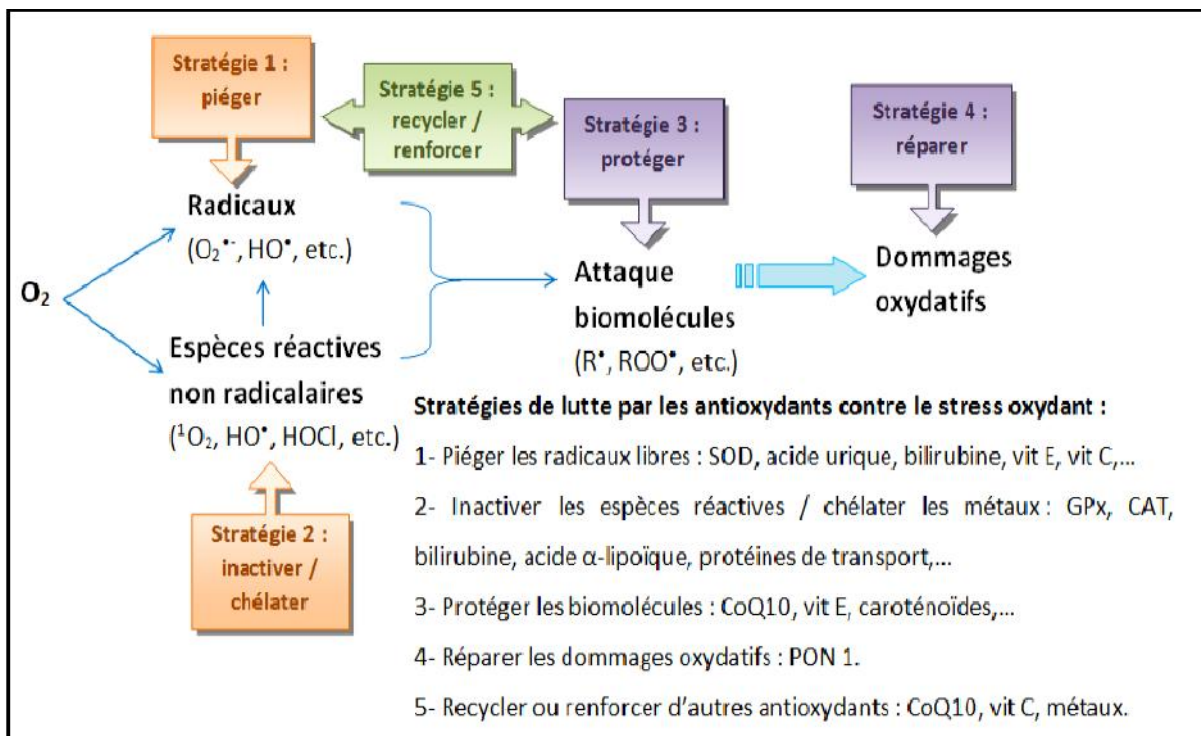 Stratégie 1 :
piéger
Stratégie 5 :
recycler /
renforcer
Stratégie 3 :
protéger
Stratégie 4 :
réparer
Radicaux
(O₂•⁻, HO•, etc.)
O₂
Espèces réactives
non radicalaires
(¹O₂, HO•, HOCl, etc.)
Attaque
biomolécules
(R•, ROO•, etc.)
Dommages
oxydatifs
Stratégie 2 :
inactiver /
chélater
Stratégies de lutte par les antioxydants contre le stress oxydant :
1- Piéger les radicaux libres : SOD, acide urique, bilirubine, vit E, vit C,...
2- Inactiver les espèces réactives / chélater les métaux : GPx, CAT,
bilirubine, acide α-lipoïque, protéines de transport,...
3- Protéger les biomolécules : CoQ10, vit E, caroténoïdes,...
4- Réparer les dommages oxydatifs : PON 1.
5- Recycler ou renforcer d'autres antioxydants : CoQ10, vit C, métaux.